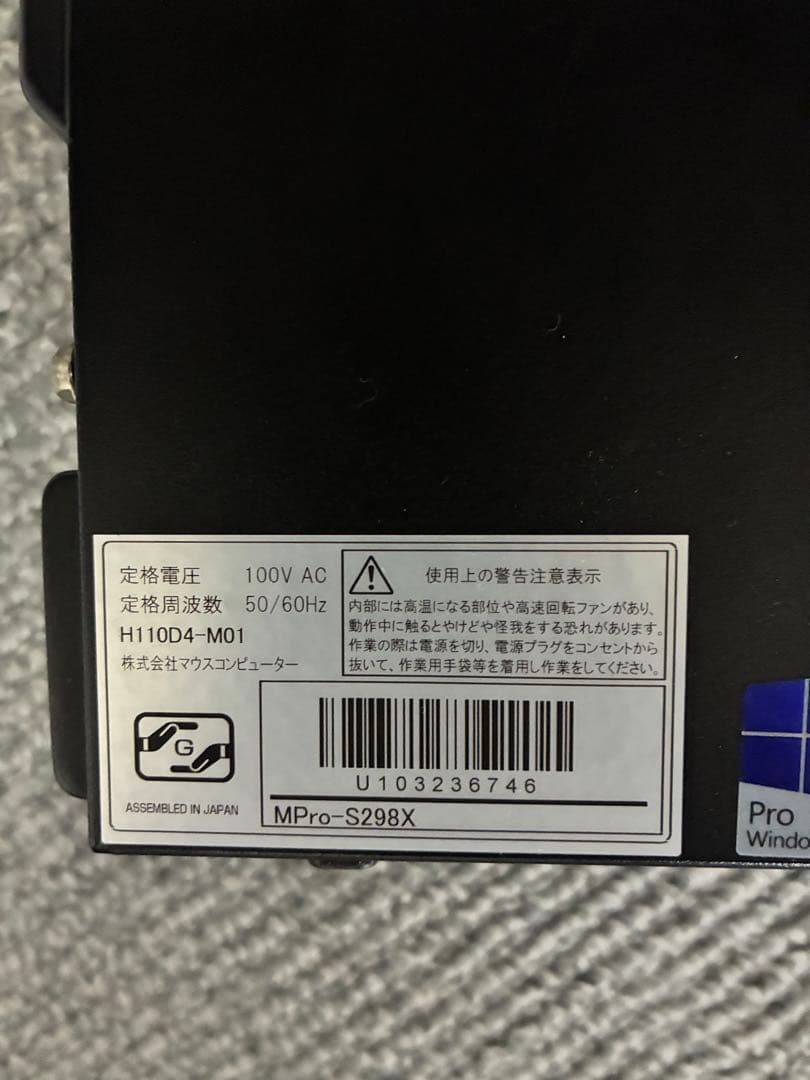 定格電圧 100V AC
定格周波数 50/60Hz
H110D4-M01
株式会社マウスコンピューター
使用上の警告注意表示
内部には高温になる部位や高速回転ファンがあり、
動作中に触るとやけどや怪我をする恐れがあります。
作業の際は電源を切り、電源プラグをコンセントから
抜いて、作業用手袋等を着用し作業をしてください。
G
ASSEMBLED IN JAPAN
U103236746
MPro-S298X
Pro
Windo